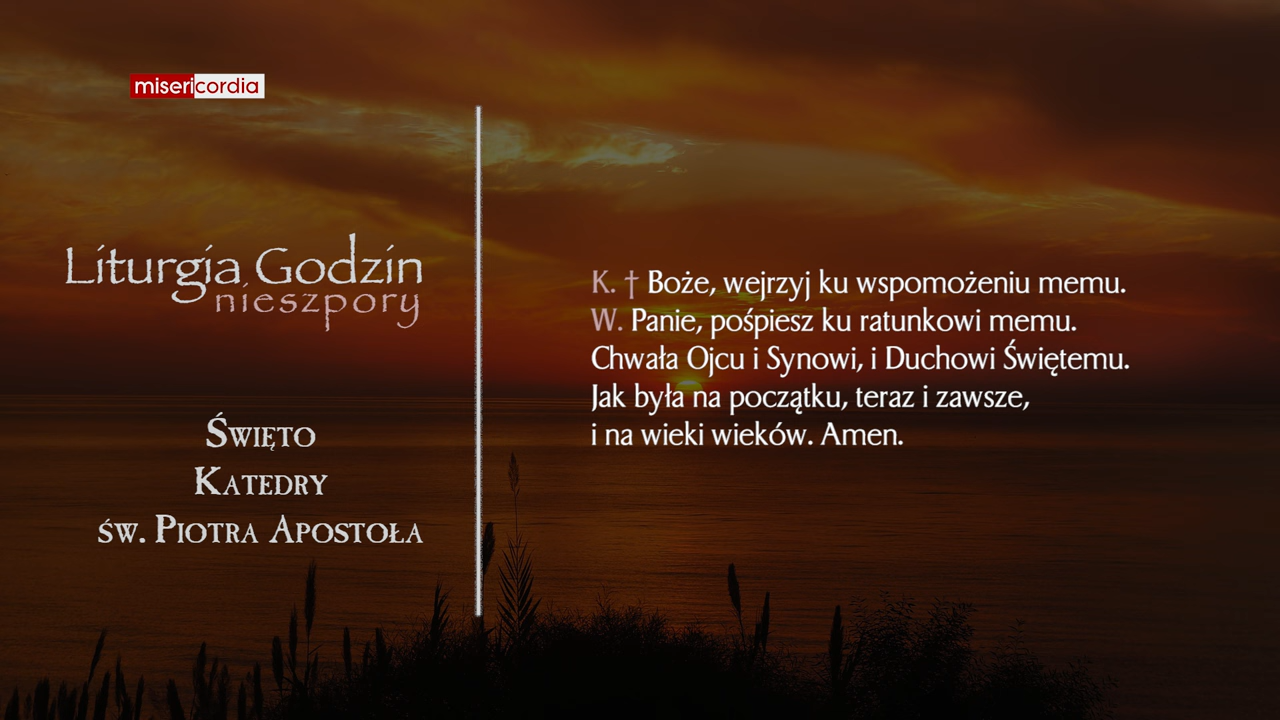 misericordia
Liturgia Godzin
nieszpory
Święto
Katedry
św. Piotra Apostoła
K. † Boże, wejrzyj ku wspomożeniu memu.
W. Panie, pośpiesz ku ratunkowi memu.
Chwała Ojcu i Synowi, i Duchowi Świętemu.
Jak była na początku, teraz i zawsze,
i na wieki wieków. Amen.